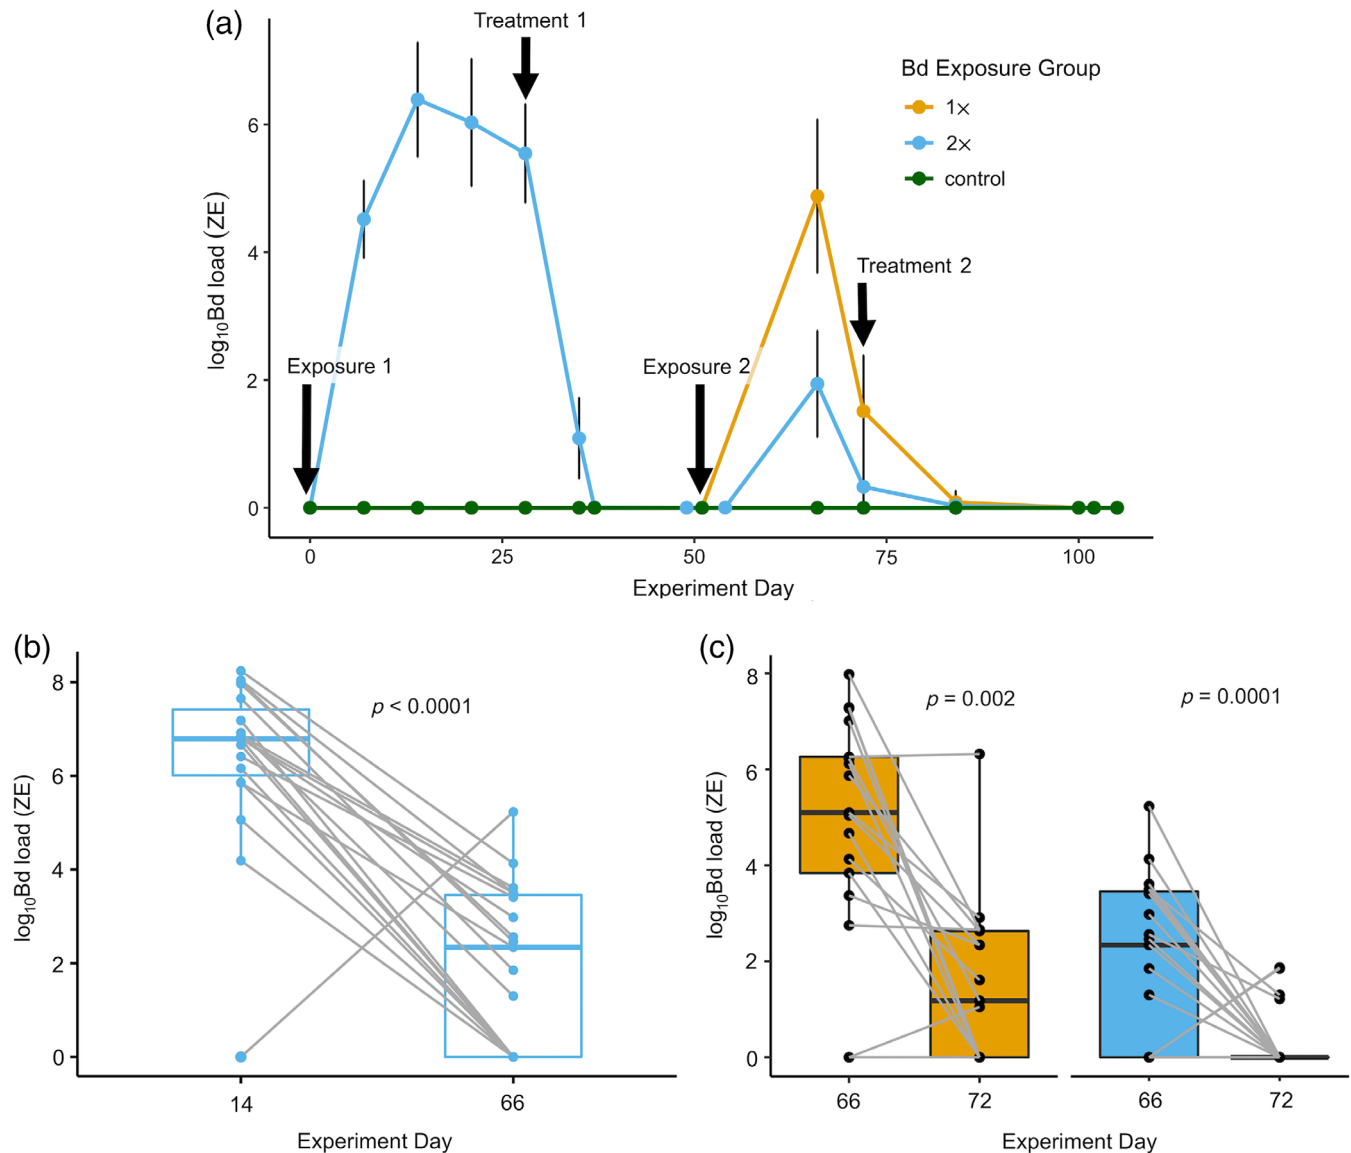 (a)
Treatment 1
Bd Exposure Group
1×
2×
control
6
4
2
0
log₁₀Bd load (ZE)
Treatment 2
Exposure 1
Exposure 2
0 25 50 75 100
Experiment Day
(b)
8
6
4
2
0
log₁₀Bd load (ZE)
p < 0.0001
14 66
Experiment Day
(c)
8
6
4
2
0
log₁₀Bd load (ZE)
p = 0.002
p = 0.0001
66 72 66 72
Experiment Day